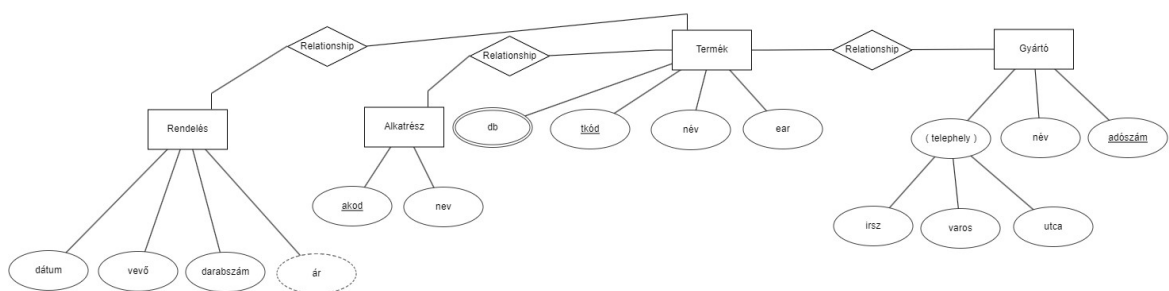 Relationship
Relationship
Termék
Relationship
Gyártó
Rendelés
Alkatrész
db
tkód
név
ear
( telephely )
név
adószám
akod
nev
irsz
varos
utca
dátum
vevő
darabszám
ár